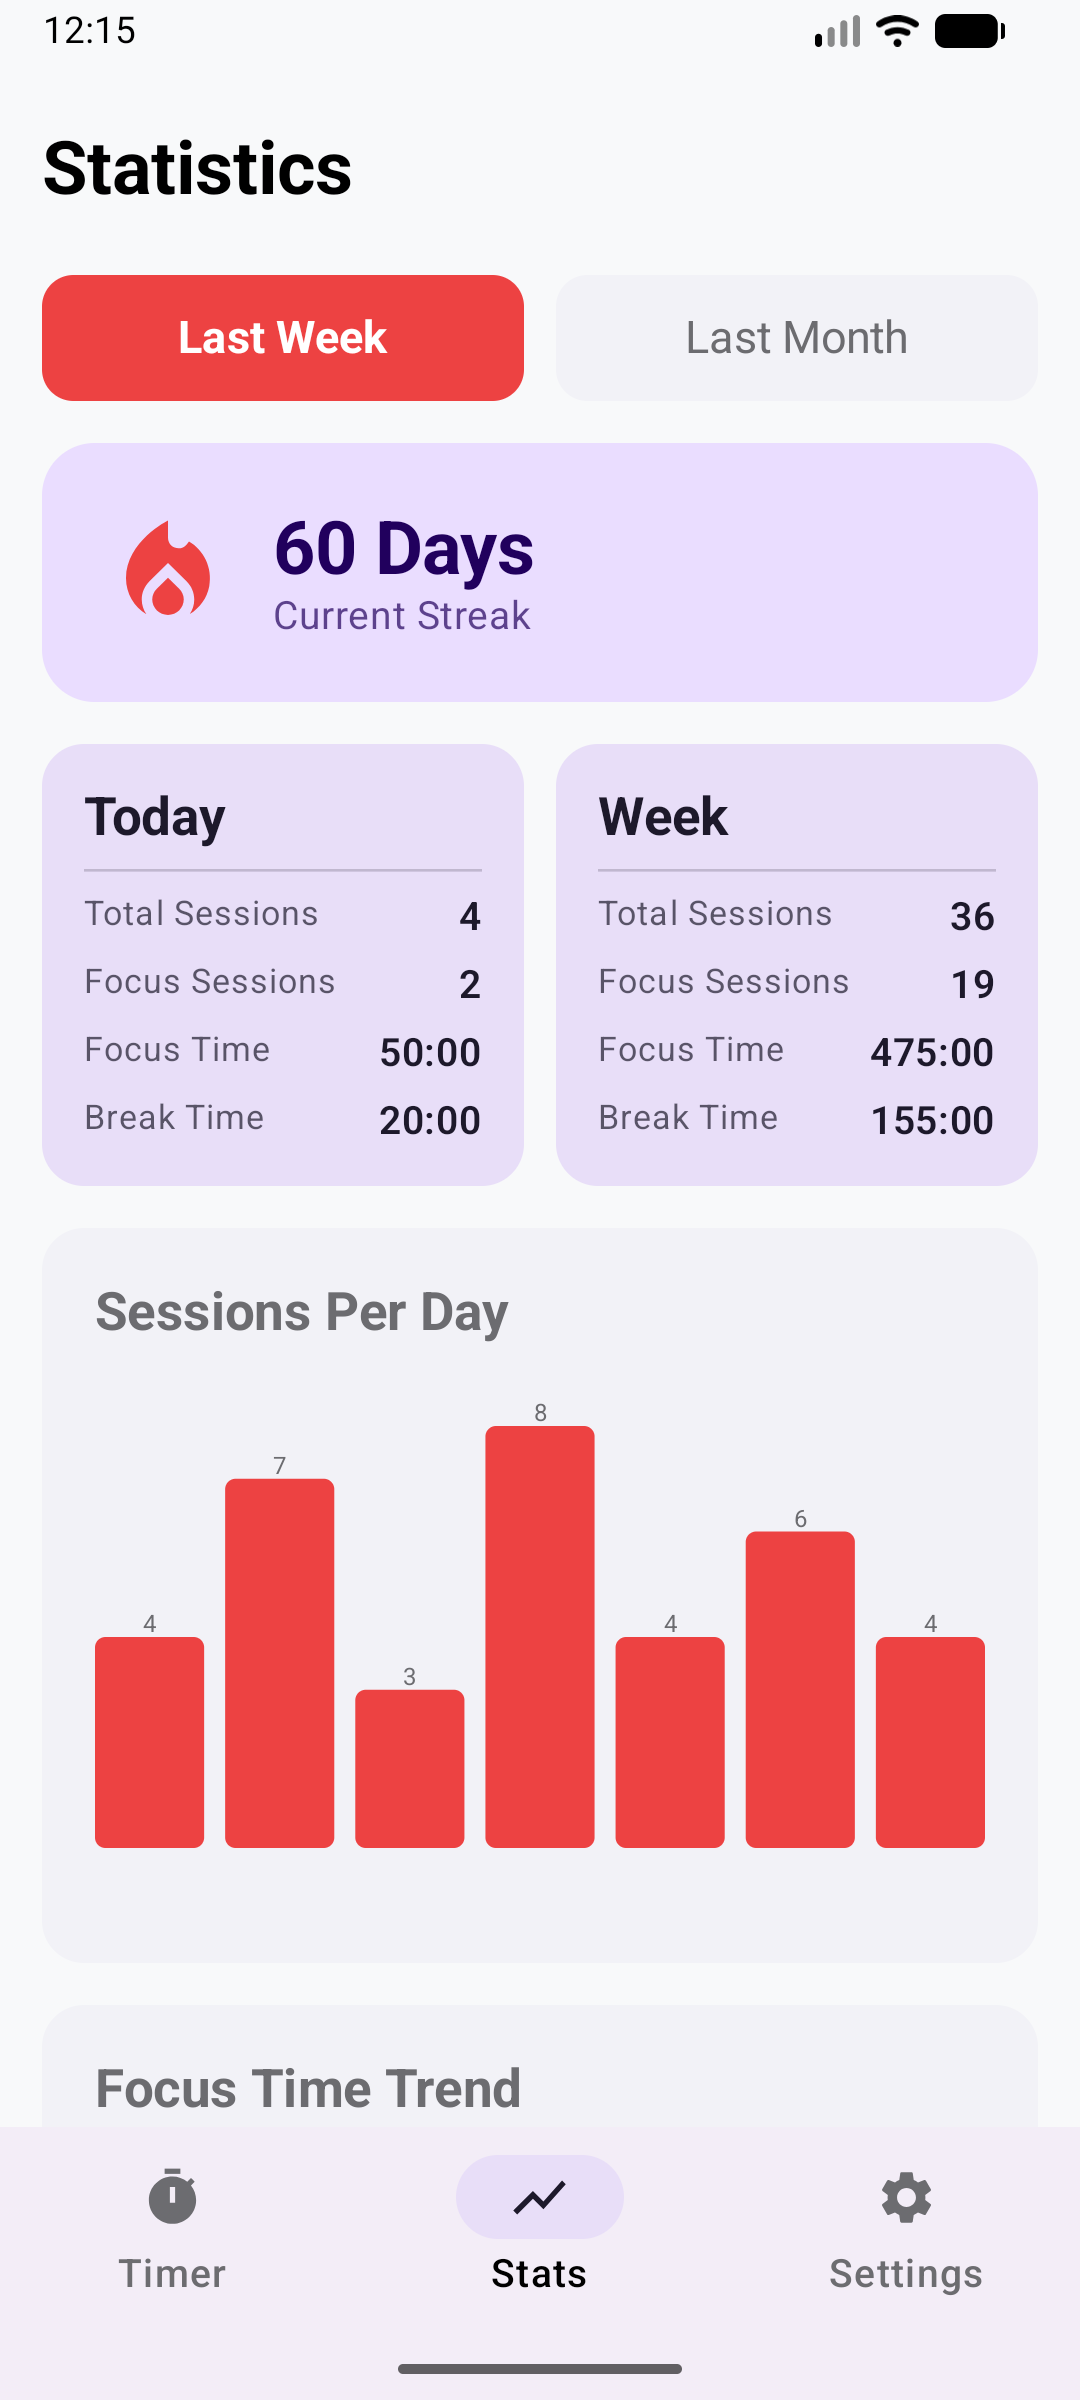 12:15
Statistics
Last Week
Last Month
60 Days
Current Streak
Today
Total Sessions 4
Focus Sessions 2
Focus Time 50:00
Break Time 20:00
Week
Total Sessions 36
Focus Sessions 19
Focus Time 475:00
Break Time 155:00
Sessions Per Day
4 7 3 8 4 6 4
Focus Time Trend
Timer
Stats
Settings